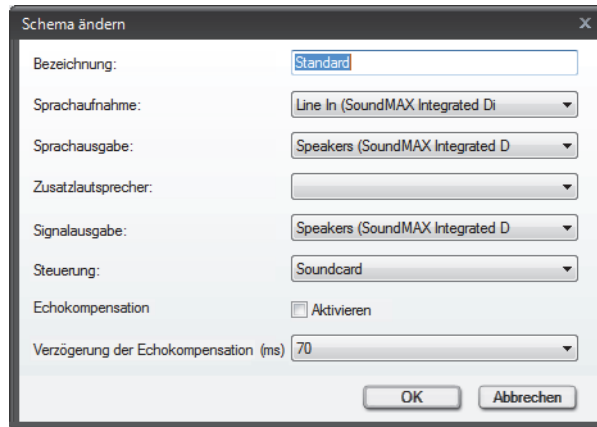 Schema ändern x
Bezeichnung: Standard
Sprachaufnahme: Line In (SoundMAX Integrated Di
Sprachausgabe: Speakers (SoundMAX Integrated D
Zusatzlautsprecher:
Signalausgabe: Speakers (SoundMAX Integrated D
Steuerung: Soundcard
Echokompensation Aktivieren
Verzögerung der Echokompensation (ms) 70
OK Abbrechen